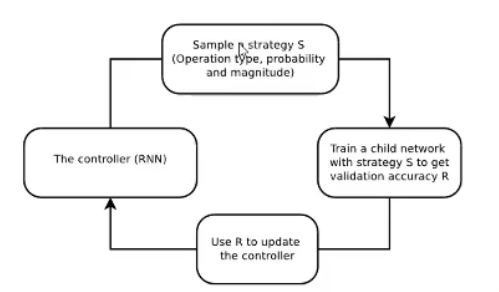 Sample a strategy S
(Operation type, probability
and magnitude)
The controller (RNN)
Train a child network
with strategy S to get
validation accuracy R
Use R to update
the controller